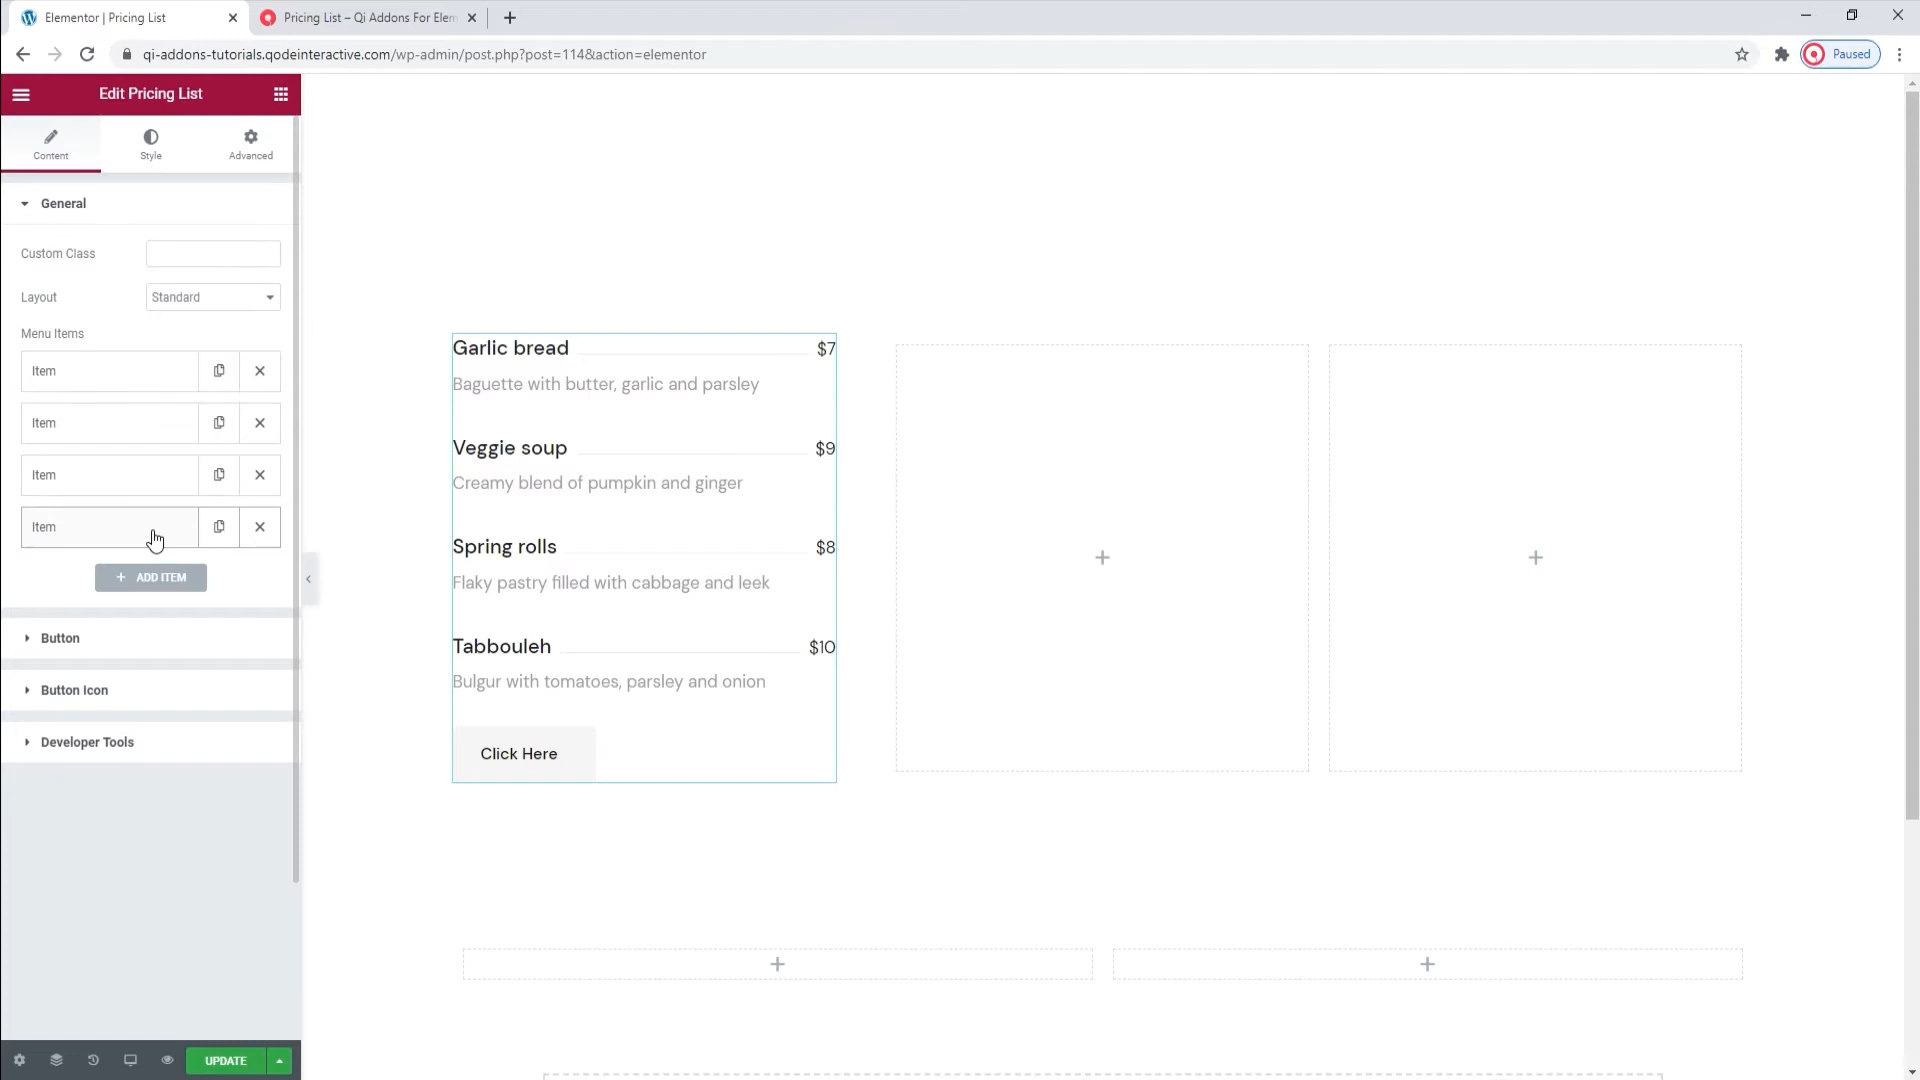 Elementor | Pricing List
Pricing List – Qi Addons For Elem
qi-addons-tutorials.qodeinteractive.com/wp-admin/post.php?post=114&action=elementor
Paused
Edit Pricing List
Content
Style
Advanced
General
Custom Class
Layout
Standard
Menu Items
Item
Item
Item
Item
+ ADD ITEM
Button
Button Icon
Developer Tools
UPDATE
Garlic bread $7
Baguette with butter, garlic and parsley
Veggie soup $9
Creamy blend of pumpkin and ginger
Spring rolls $8
Flaky pastry filled with cabbage and leek
Tabbouleh $10
Bulgur with tomatoes, parsley and onion
Click Here